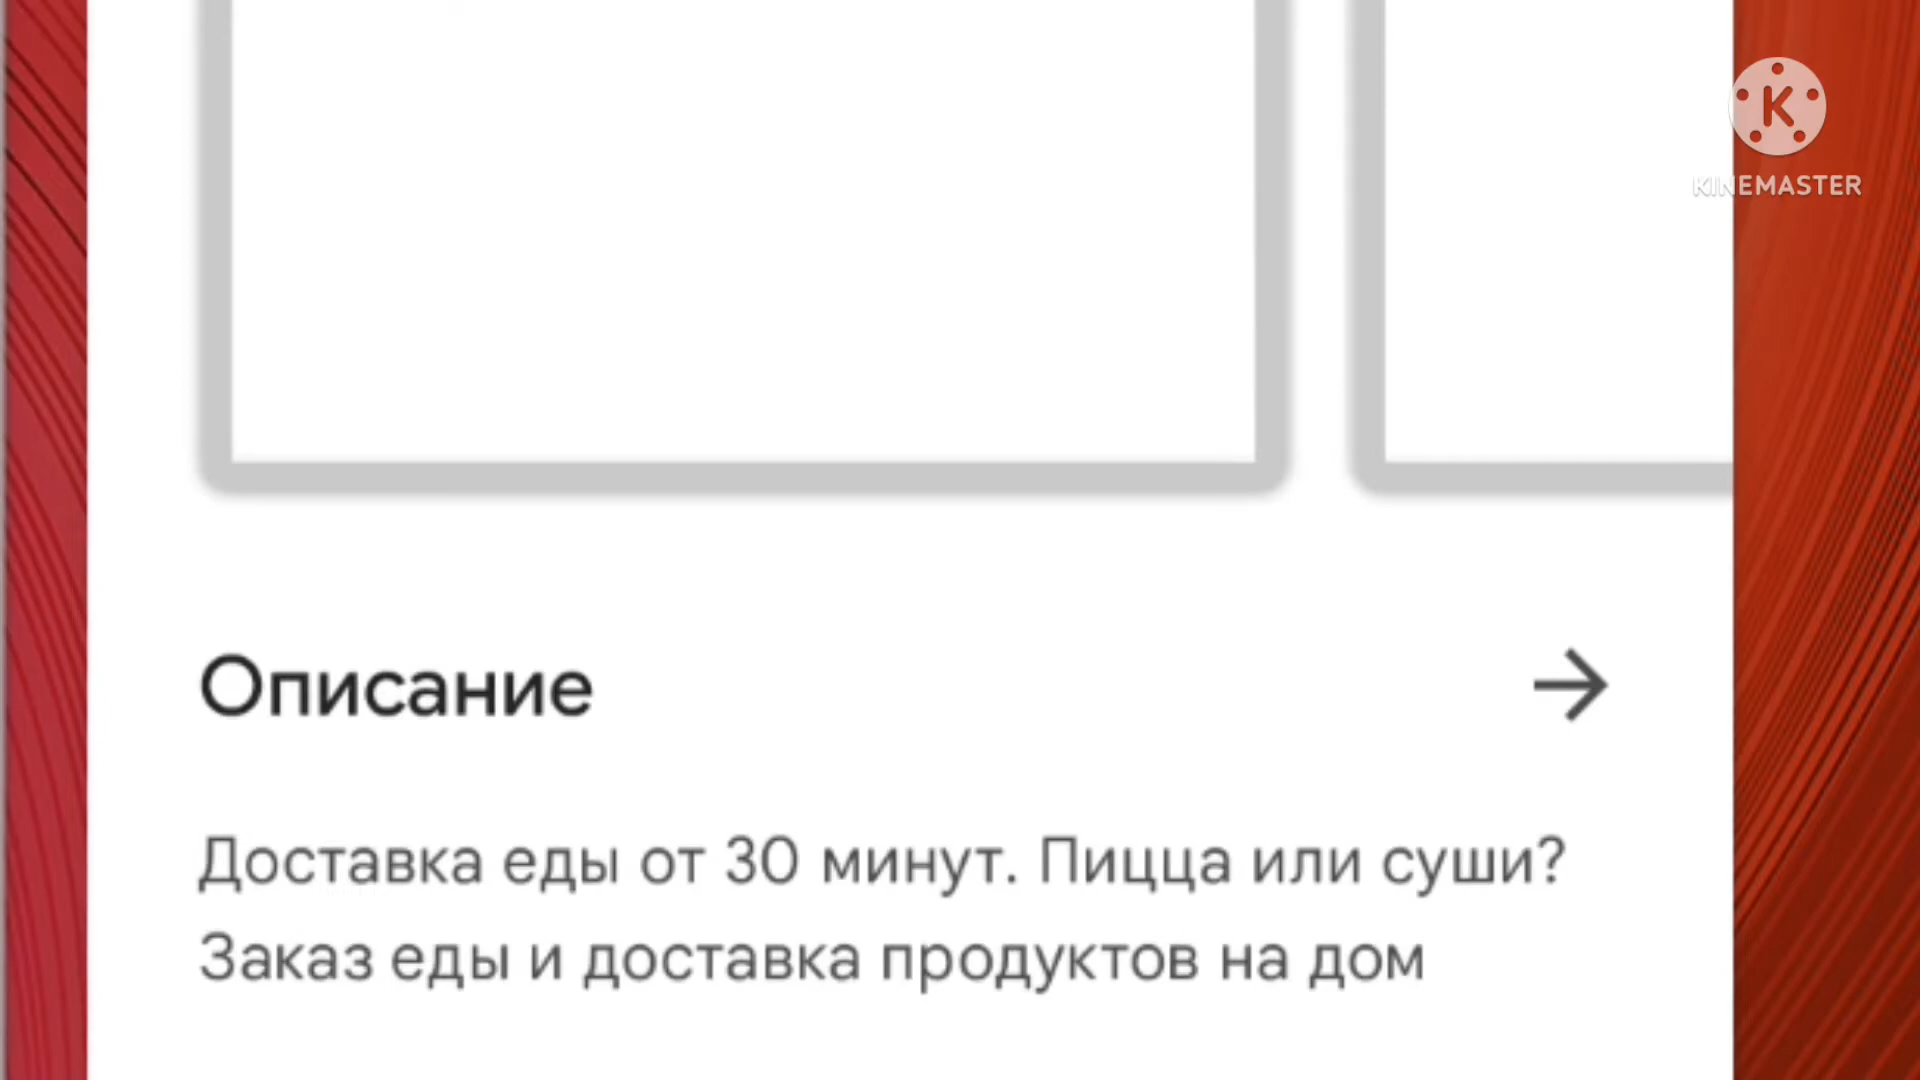 K
KINEMASTER
Описание
Доставка еды от 30 минут. Пицца или суши?
Заказ еды и доставка продуктов на дом